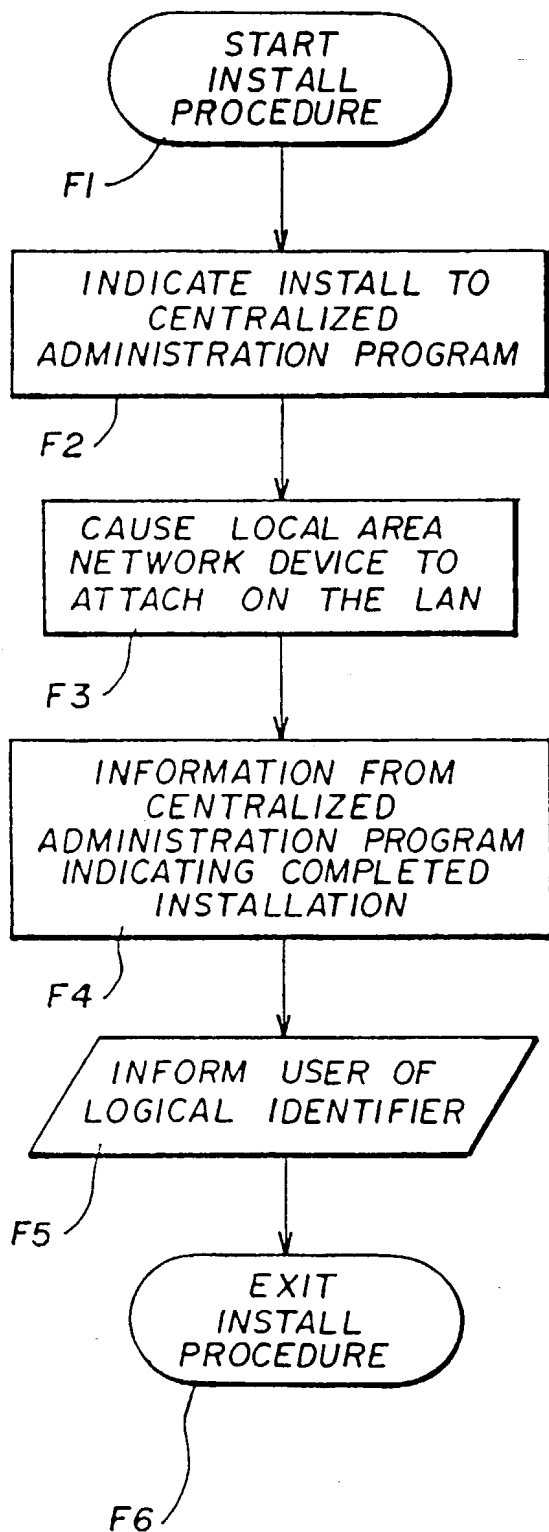 START
INSTALL
PROCEDURE
F1
INDICATE INSTALL TO
CENTRALIZED
ADMINISTRATION PROGRAM
F2
CAUSE LOCAL AREA
NETWORK DEVICE TO
ATTACH ON THE LAN
F3
INFORMATION FROM
CENTRALIZED
ADMINISTRATION PROGRAM
INDICATING COMPLETED
INSTALLATION
F4
INFORM USER OF
LOGICAL IDENTIFIER
F5
EXIT
INSTALL
PROCEDURE
F6